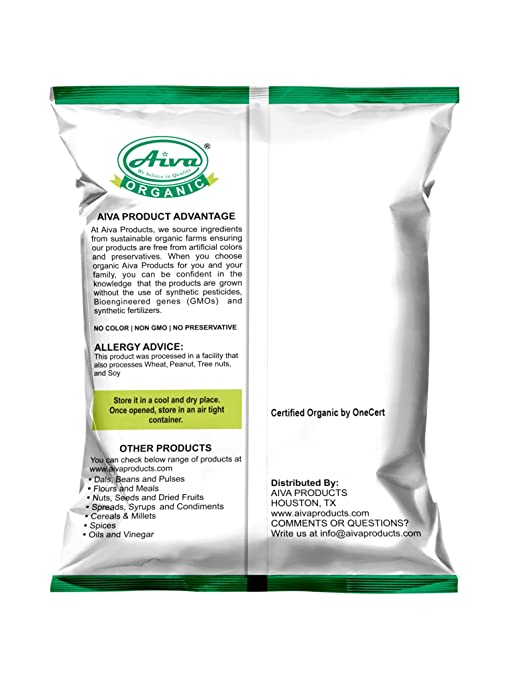 Aiva®
We believe in Quality
ORGANIC
AIVA PRODUCT ADVANTAGE
At Aiva Products, we source ingredients
from sustainable organic farms ensuring
our products are free from artificial colors
and preservatives. When you choose
organic Aiva Products for you and your
family, you can be confident in the
knowledge that the products are grown
without the use of synthetic pesticides,
Bioengineered genes (GMOs) and
synthetic fertilizers.
NO COLOR | NON GMO | NO PRESERVATIVE
ALLERGY ADVICE:
This product was processed in a facility that
also processes Wheat, Peanut, Tree nuts,
and Soy
Store it in a cool and dry place.
Once opened, store in an air tight
container.
OTHER PRODUCTS
You can check below range of products at
www.aivaproducts.com
• Dals, Beans and Pulses
• Flours and Meals
• Nuts, Seeds and Dried Fruits
• Spreads, Syrups and Condiments
• Cereals & Millets
• Spices
• Oils and Vinegar
Certified Organic by OneCert
Distributed By:
AIVA PRODUCTS
HOUSTON, TX
www.aivaproducts.com
COMMENTS OR QUESTIONS?
Write us at info@aivaproducts.com